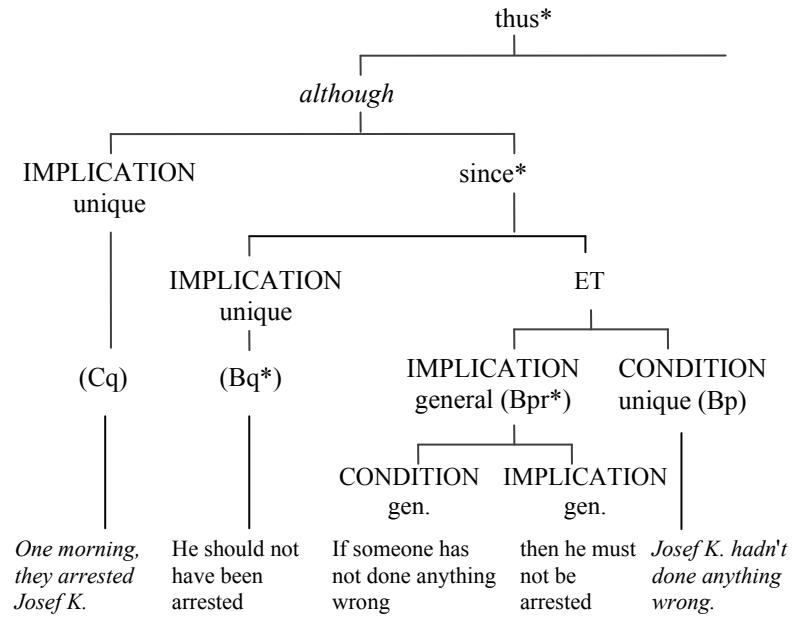 thus*
although
IMPLICATION
unique
since*
IMPLICATION
unique
ET
(Cq)
(Bq*)
IMPLICATION
general (Bpr*)
CONDITION
unique (Bp)
CONDITION
gen.
IMPLICATION
gen.
One morning,
they arrested
Josef K.
He should not
have been
arrested
If someone has
not done anything
wrong
then he must
not be
arrested
Josef K. hadn't
done anything
wrong.